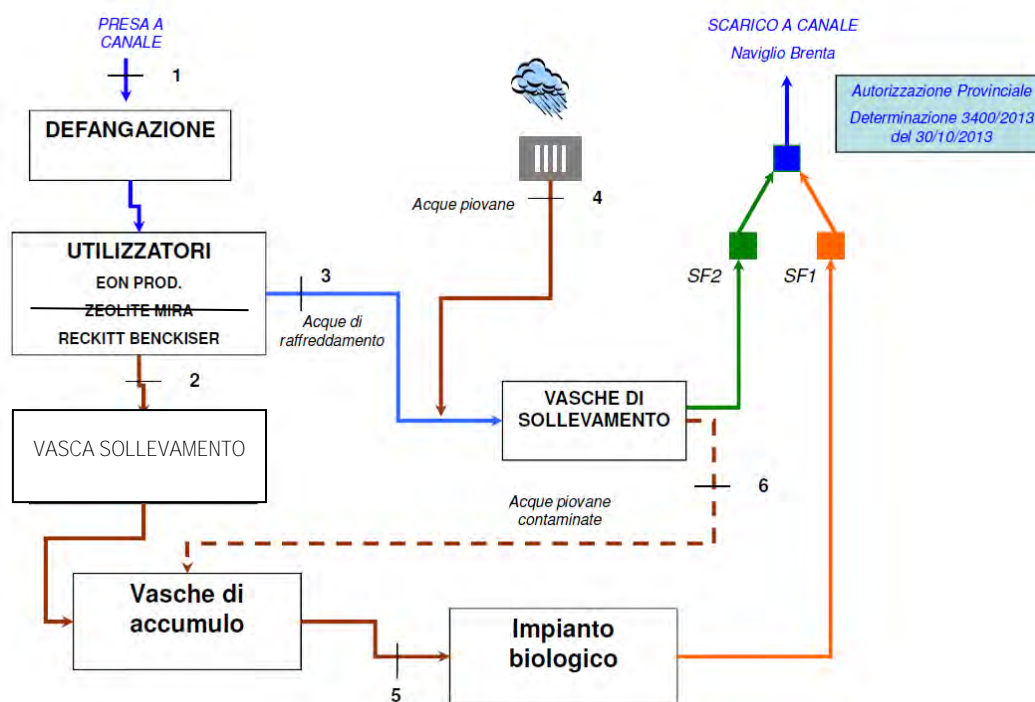 PRESA A
CANALE
1
DEFANGAZIONE
UTILIZZATORI
EON PROD.
ZEOLITE MIRA
RECKITT BENCKISER
2
VASCA SOLLEVAMENTO
3
Acque di
raffreddamento
Acque piovane
4
SCARICO A CANALE
Naviglio Brenta
Autorizzazione Provinciale
Determinazione 3400/2013
del 30/10/2013
SF2
SF1
VASCHE DI
SOLLEVAMENTO
6
Acque piovane
contaminate
Vasche di
accumulo
5
Impianto
biologico